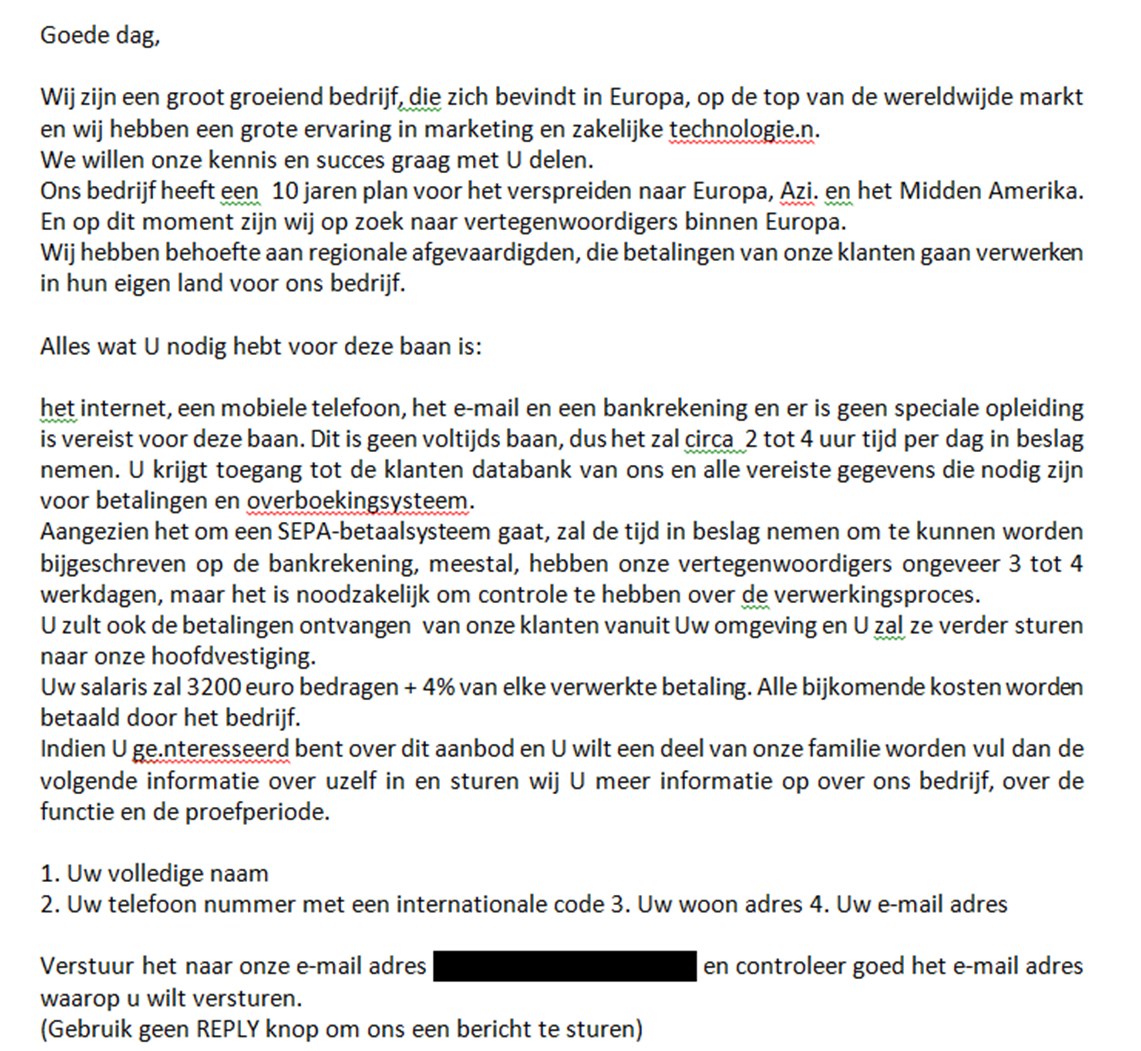 Goede dag,
Wij zijn een groot groeiend bedrijf, die zich bevindt in Europa, op de top van de wereldwijde markt
en wij hebben een grote ervaring in marketing en zakelijke technologie.n.
We willen onze kennis en succes graag met U delen.
Ons bedrijf heeft een  10 jaren plan voor het verspreiden naar Europa, Azi. en het Midden Amerika.
En op dit moment zijn wij op zoek naar vertegenwoordigers binnen Europa.
Wij hebben behoefte aan regionale afgevaardigden, die betalingen van onze klanten gaan verwerken
in hun eigen land voor ons bedrijf.
Alles wat U nodig hebt voor deze baan is:
het internet, een mobiele telefoon, het e-mail en een bankrekening en er is geen speciale opleiding
is vereist voor deze baan. Dit is geen voltijds baan, dus het zal circa  2 tot 4 uur tijd per dag in beslag
nemen. U krijgt toegang tot de klanten databank van ons en alle vereiste gegevens die nodig zijn
voor betalingen en overboekingsysteem.
Aangezien het om een SEPA-betaalsysteem gaat, zal de tijd in beslag nemen om te kunnen worden
bijgeschreven op de bankrekening, meestal, hebben onze vertegenwoordigers ongeveer 3 tot 4
werkdagen, maar het is noodzakelijk om controle te hebben over de verwerkingsproces.
U zult ook de betalingen ontvangen  van onze klanten vanuit Uw omgeving en U zal ze verder sturen
naar onze hoofdvestiging.
Uw salaris zal 3200 euro bedragen + 4% van elke verwerkte betaling. Alle bijkomende kosten worden
betaald door het bedrijf.
Indien U ge.nteresseerd bent over dit aanbod en U wilt een deel van onze familie worden vul dan de
volgende informatie over uzelf in en sturen wij U meer informatie op over ons bedrijf, over de
functie en de proefperiode.
1. Uw volledige naam
2. Uw telefoon nummer met een internationale code 3. Uw woon adres 4. Uw e-mail adres
Verstuur het naar onze e-mail adres en controleer goed het e-mail adres
waarop u wilt versturen.
(Gebruik geen REPLY knop om ons een bericht te sturen)